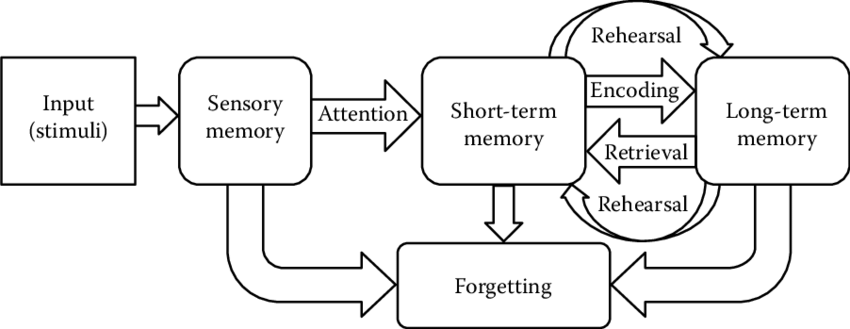 Input
(stimuli)
Sensory
memory
Attention
Short-term
memory
Rehearsal
Encoding
Retrieval
Rehearsal
Long-term
memory
Forgetting